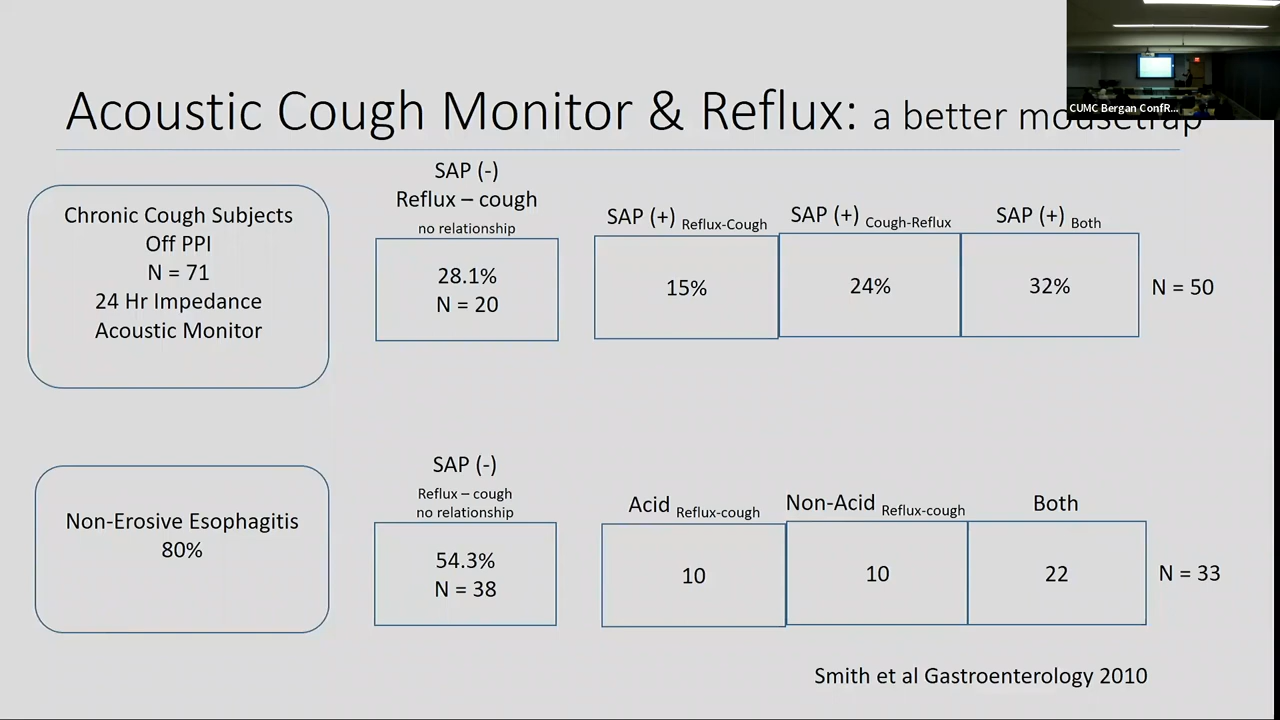 CUMC Bergan ConfR...
Acoustic Cough Monitor & Reflux: a better mousetrap
Chronic Cough Subjects
Off PPI
N = 71
24 Hr Impedance
Acoustic Monitor
SAP (-)
Reflux – cough
no relationship
28.1%
N = 20
SAP (+) Reflux-Cough
15%
SAP (+) Cough-Reflux
24%
SAP (+) Both
32%
N = 50
Non-Erosive Esophagitis
80%
SAP (-)
Reflux – cough
no relationship
54.3%
N = 38
Acid Reflux-cough
10
Non-Acid Reflux-cough
10
Both
22
N = 33
Smith et al Gastroenterology 2010